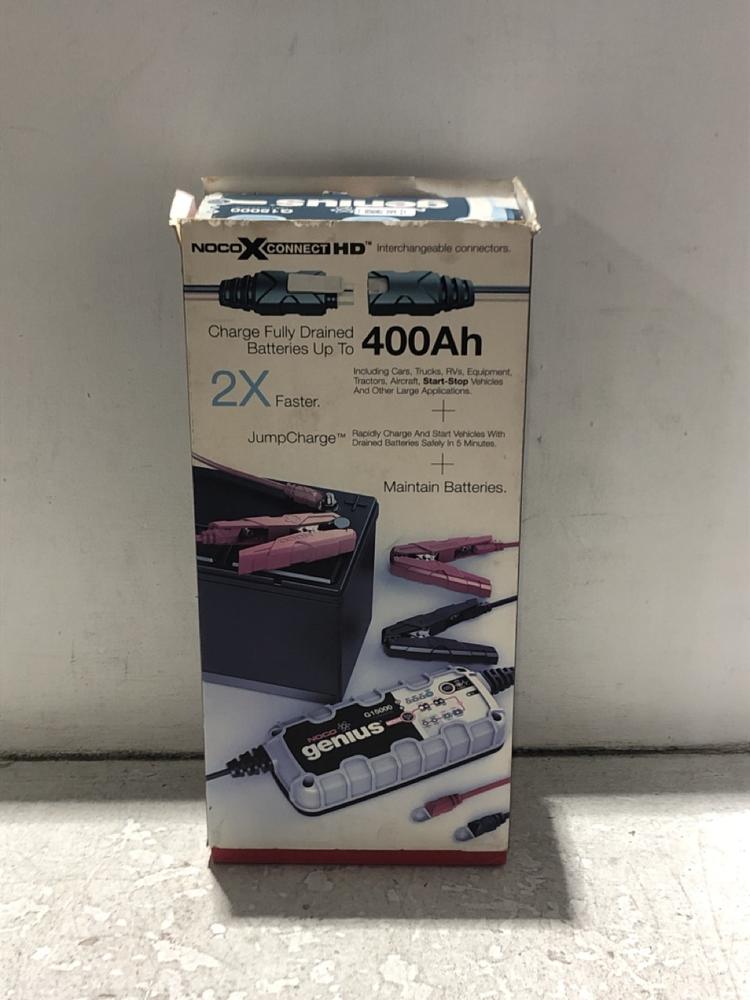 genius
G15000
NOCO X CONNECT HD™ Interchangeable connectors.
Charge Fully Drained
Batteries Up To 400Ah
Including Cars, Trucks, RVs, Equipment,
Tractors, Aircraft, Start-Stop Vehicles
And Other Large Applications.
2X Faster.
+
JumpCharge™ Rapidly Charge And Start Vehicles With
Drained Batteries Safely In 5 Minutes.
+
Maintain Batteries.
+
G15000
NOCO
genius